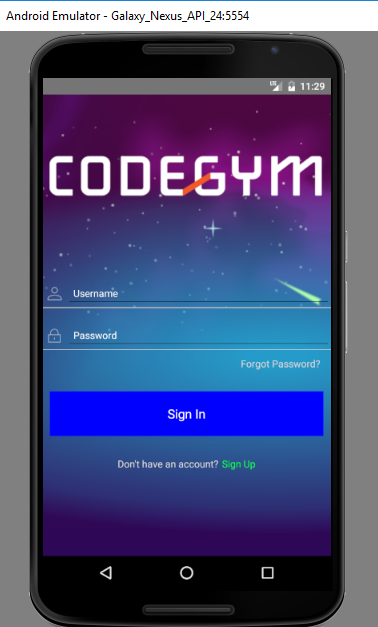 Android Emulator - Galaxy_Nexus_API_24:5554
LTE 11:29
CODEGYM
Username
Password
Forgot Password?
Sign In
Don't have an account? Sign Up